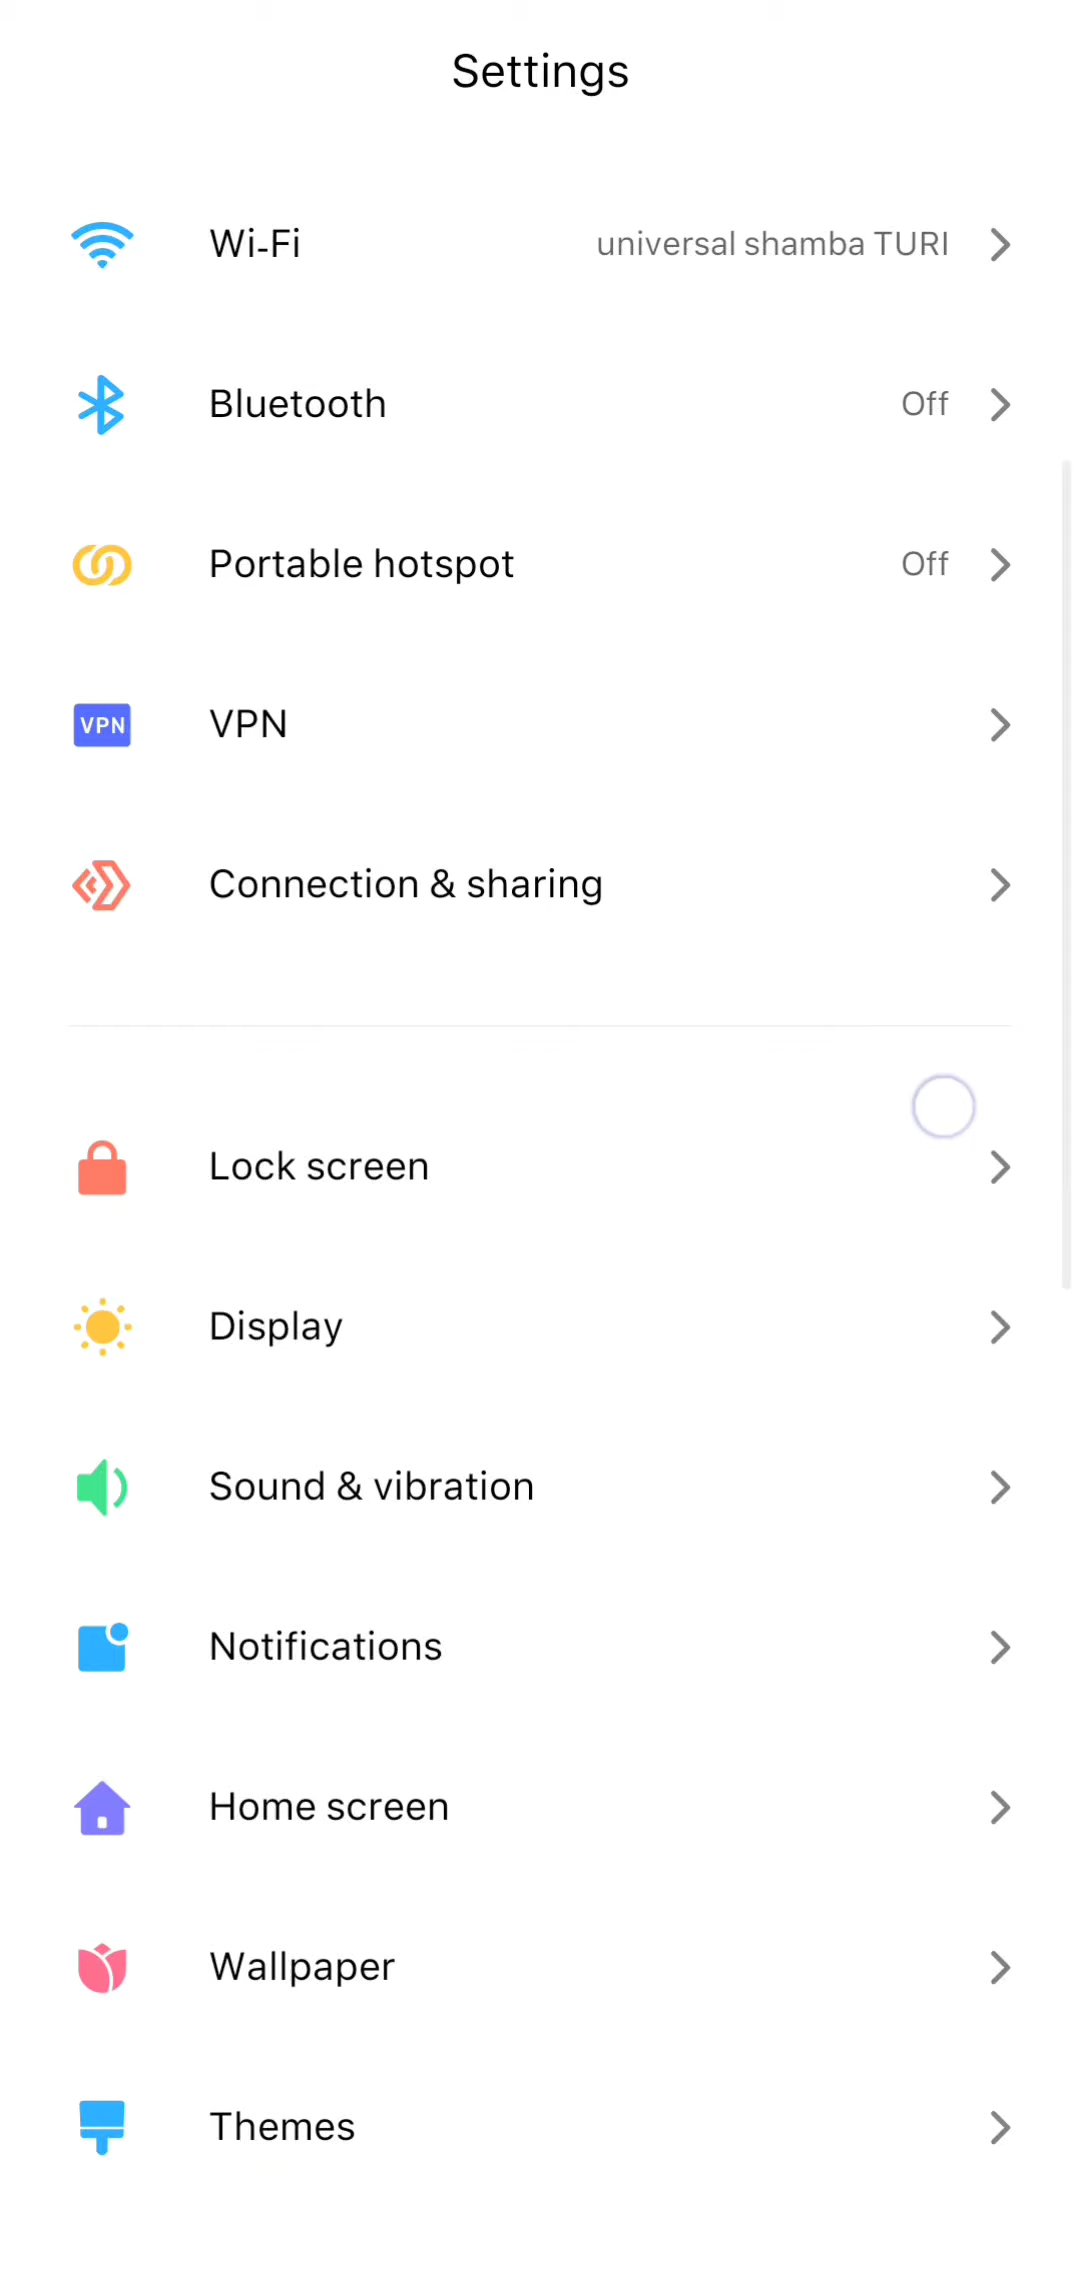 Settings
Wi-Fi universal shamba TURI
Bluetooth Off
Portable hotspot Off
VPN VPN
Connection & sharing
Lock screen
Display
Sound & vibration
Notifications
Home screen
Wallpaper
Themes